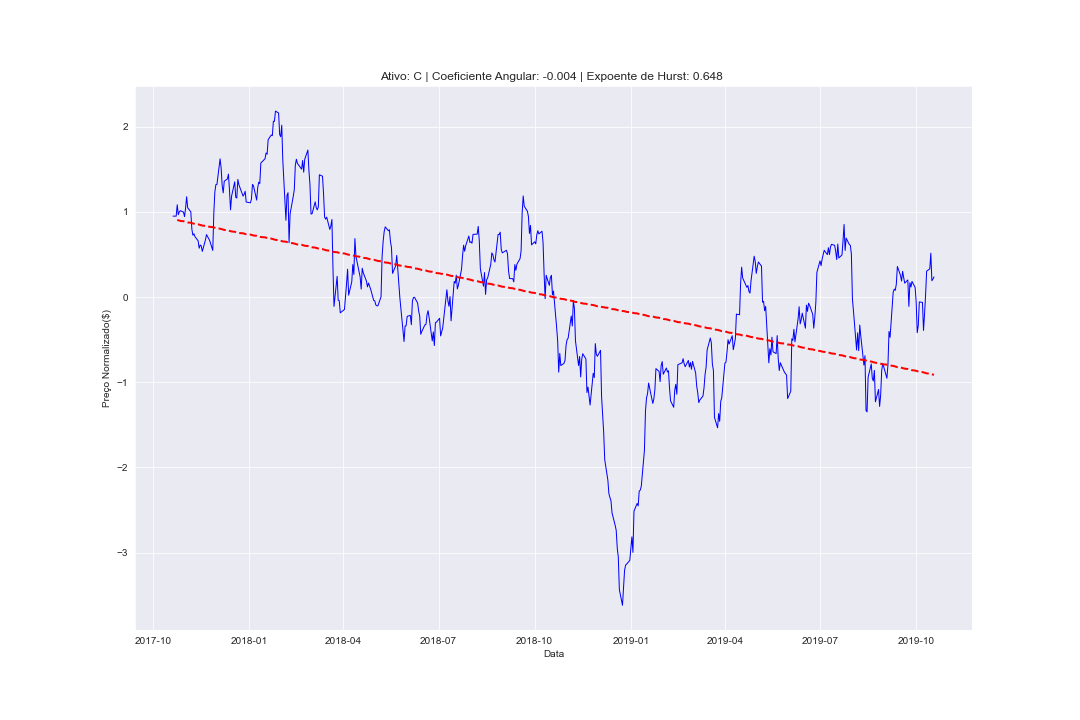 Ativo: C | Coeficiente Angular: -0.004 | Expoente de Hurst: 0.648
Preço Normalizado($)
2
1
0
−1
−2
−3
2017-10 2018-01 2018-04 2018-07 2018-10 2019-01 2019-04 2019-07 2019-10
Data